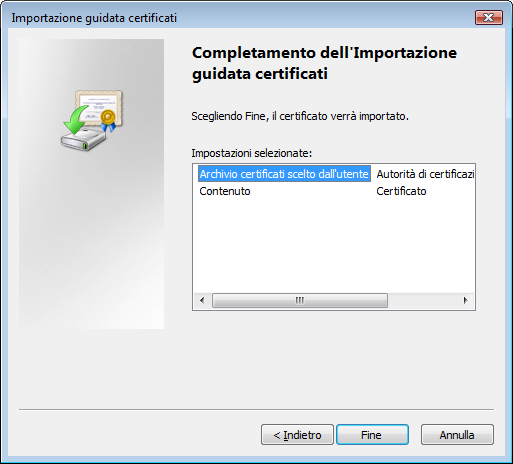 Importazione guidata certificati
Completamento dell'Importazione
guidata certificati
Scegliendo Fine, il certificato verrà importato.
Impostazioni selezionate:
Archivio certificati scelto dall'utente Autorità di certificazi
Contenuto Certificato
< Indietro Fine Annulla